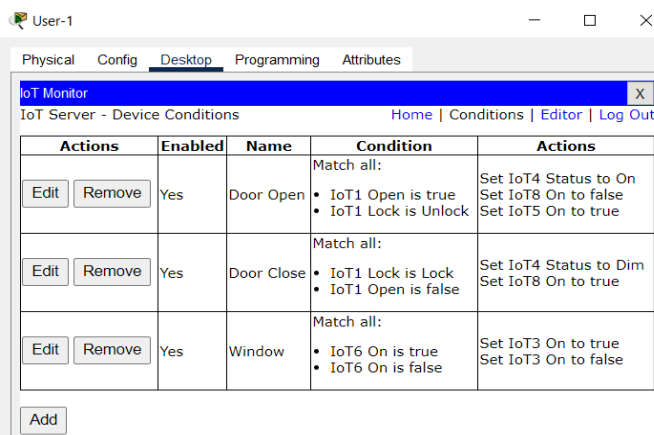 User-1
Physical Config Desktop Programming Attributes
IoT Monitor X
IoT Server - Device Conditions Home | Conditions | Editor | Log Out
Actions Enabled Name Condition Actions
Edit Remove Yes Door Open Match all:
• IoT1 Open is true
• IoT1 Lock is Unlock
Set IoT4 Status to On
Set IoT8 On to false
Set IoT5 On to true
Edit Remove Yes Door Close Match all:
• IoT1 Lock is Lock
• IoT1 Open is false
Set IoT4 Status to Dim
Set IoT8 On to true
Edit Remove Yes Window Match all:
• IoT6 On is true
• IoT6 On is false
Set IoT3 On to true
Set IoT3 On to false
Add